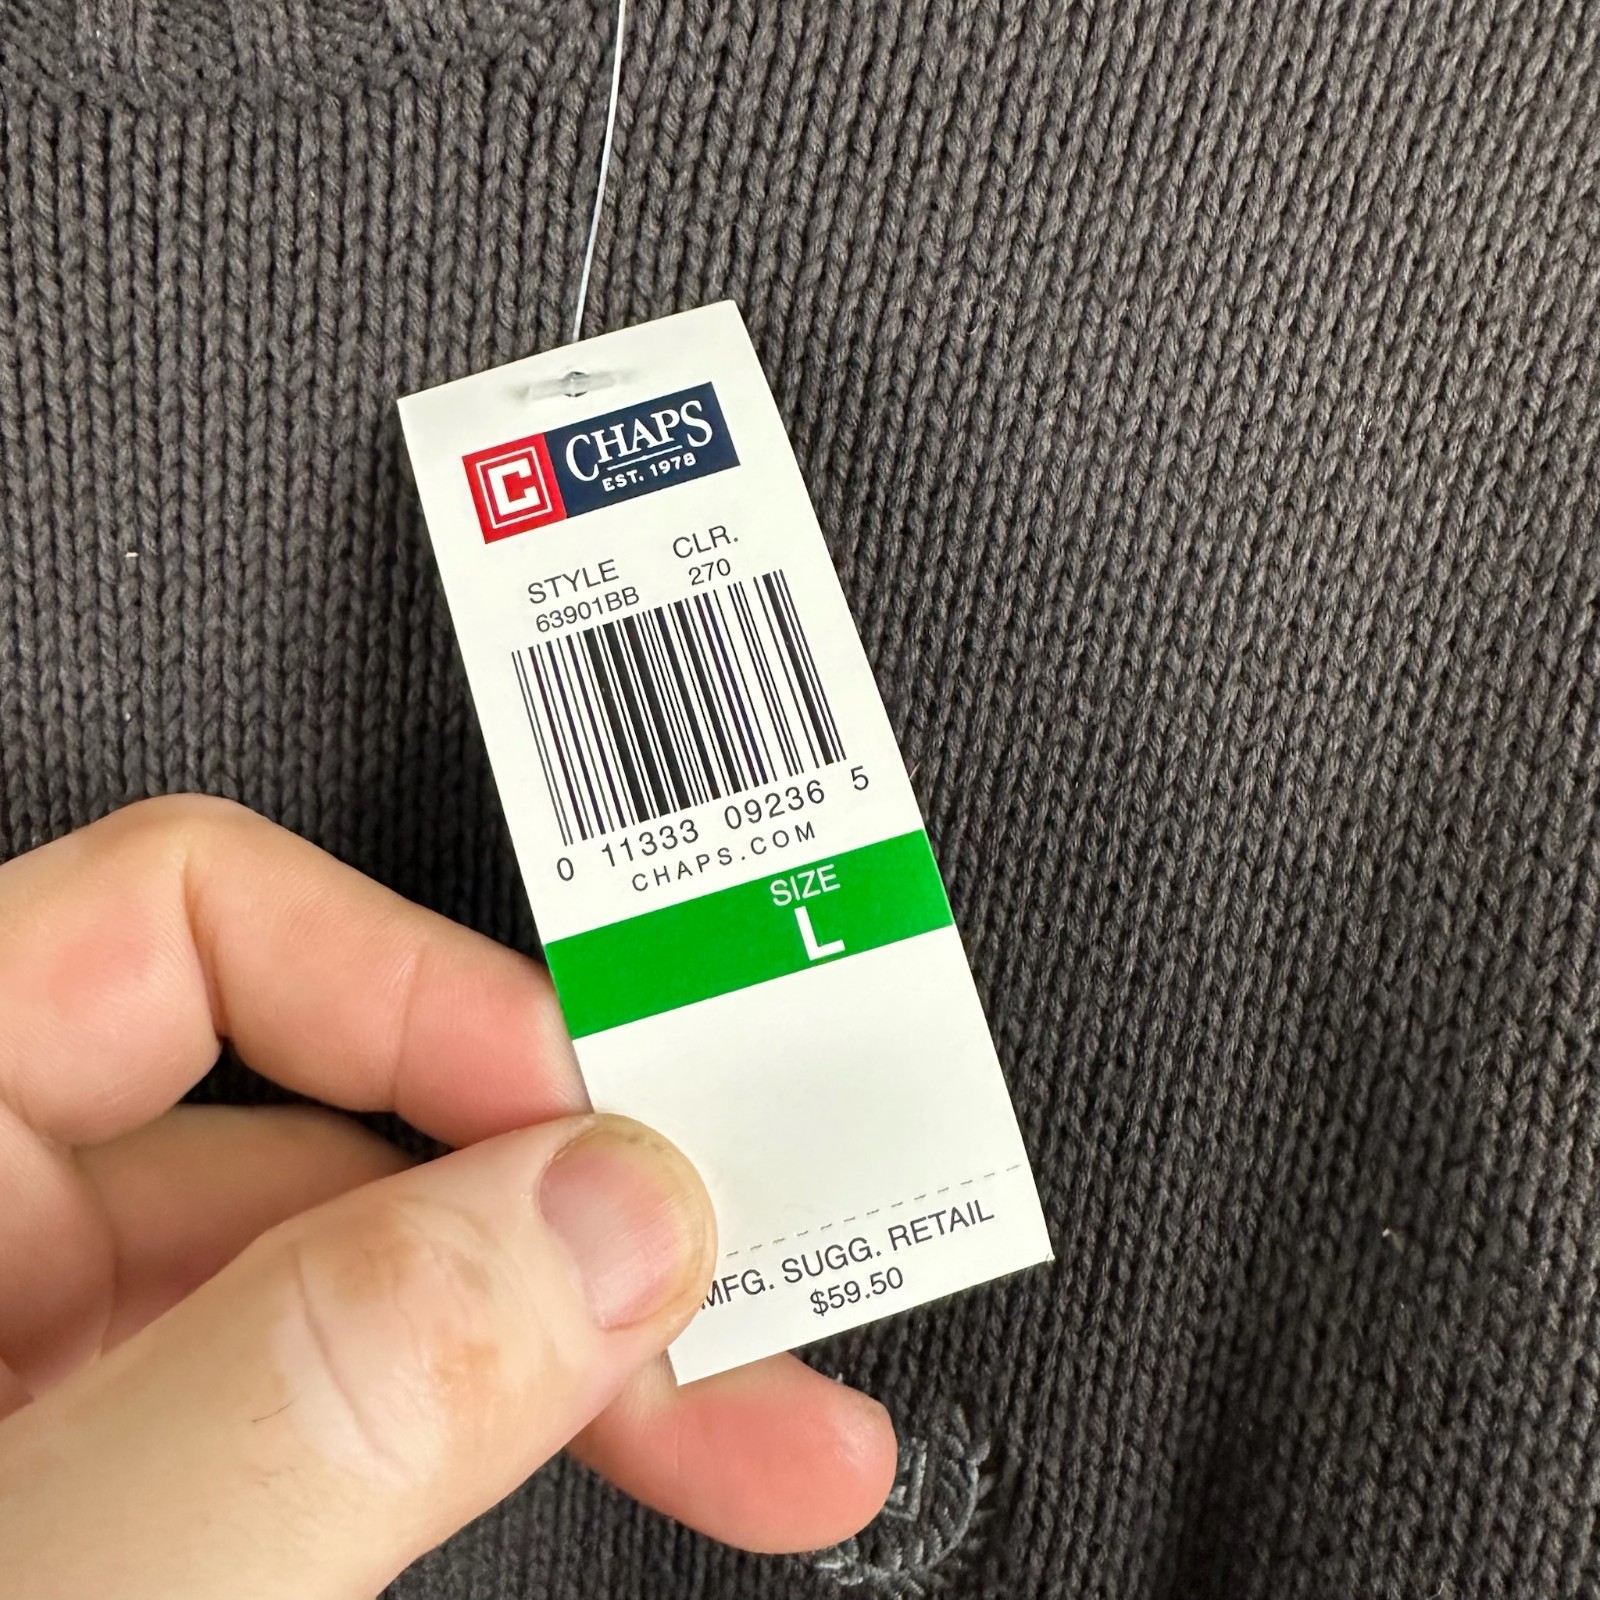 C
CHAPS
EST. 1978
STYLE CLR.
63901BB 270
0 11333 09236 5
CHAPS.COM
SIZE
L
MFG. SUGG. RETAIL
$59.50